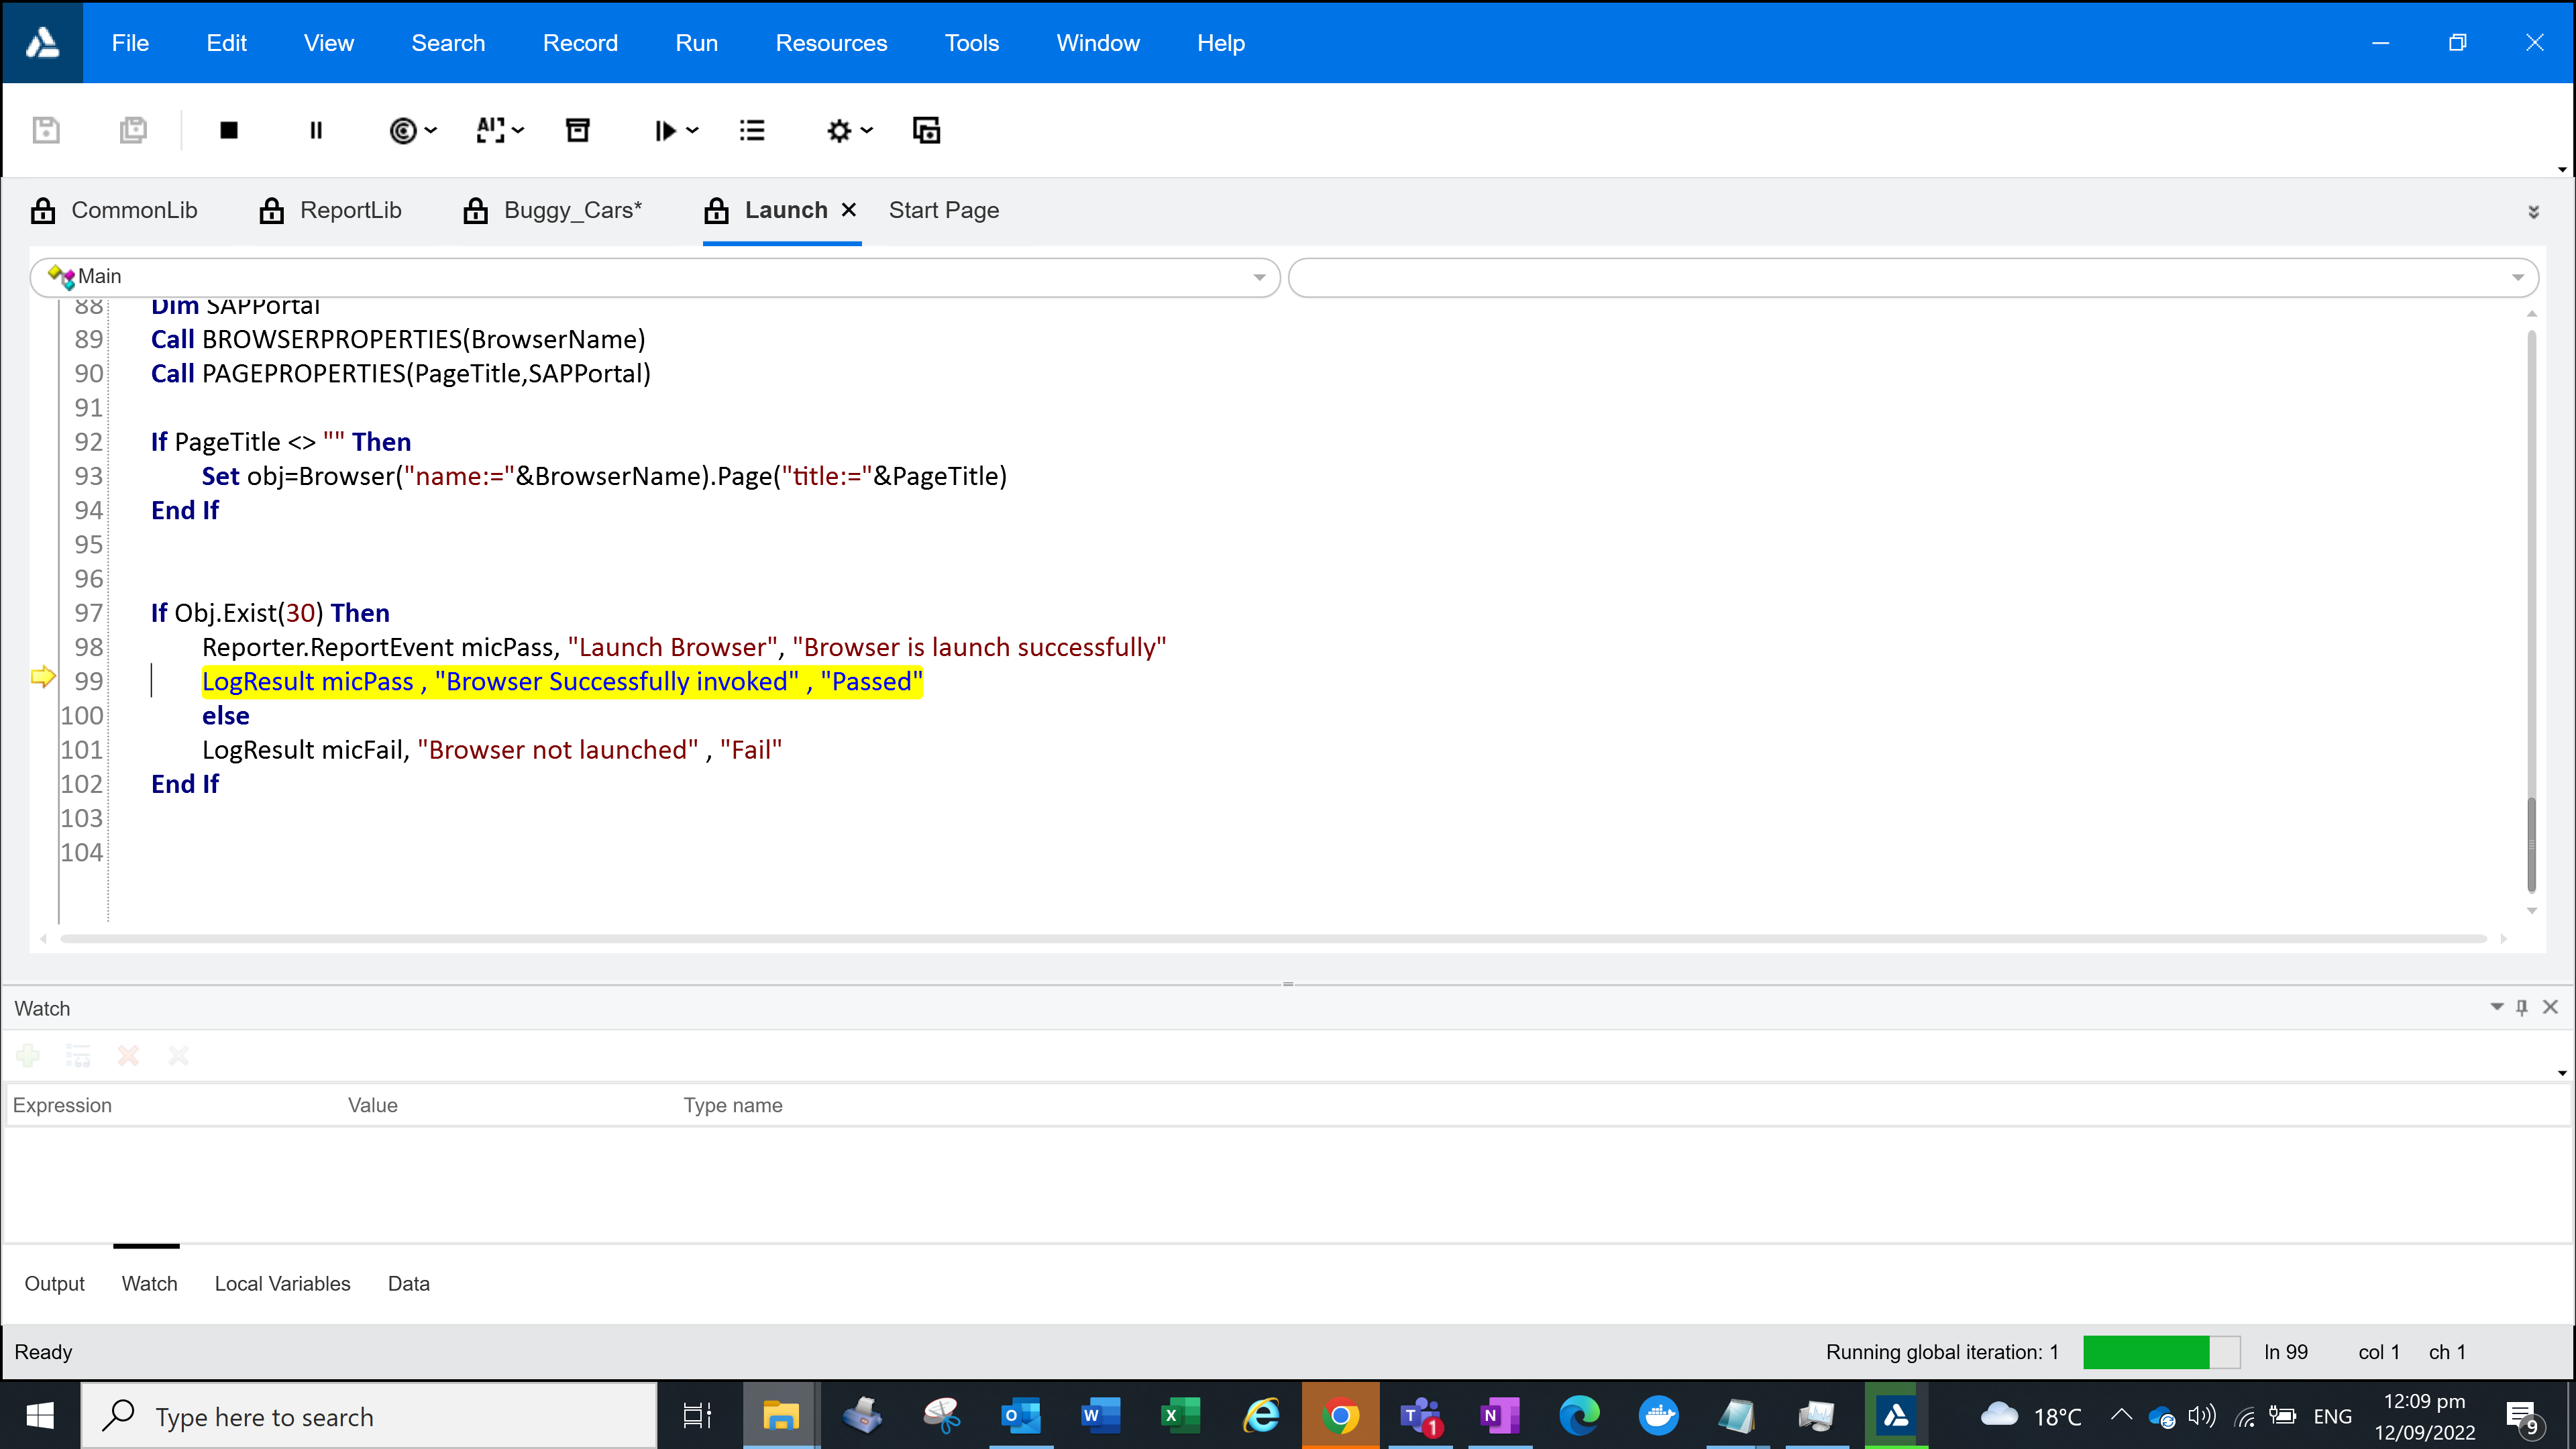 File Edit View Search Record Run Resources Tools Window Help
CommonLib ReportLib Buggy_Cars* Launch Start Page
Main
88 Dim SAPPortal
89 Call BROWSERPROPERTIES(BrowserName)
90 Call PAGEPROPERTIES(PageTitle,SAPPortal)
91
92 If PageTitle <> "" Then
93 Set obj=Browser("name:="&BrowserName).Page("title:="&PageTitle)
94 End If
95
96
97 If Obj.Exist(30) Then
98 Reporter.ReportEvent micPass, "Launch Browser", "Browser is launch successfully"
99 LogResult micPass , "Browser Successfully invoked" , "Passed"
100 else
101 LogResult micFail, "Browser not launched" , "Fail"
102 End If
103
104
Watch
Expression Value Type name
Output Watch Local Variables Data
Ready Running global iteration: 1 ln 99 col 1 ch 1
Type here to search 18°C ENG 12:09 pm
12/09/2022